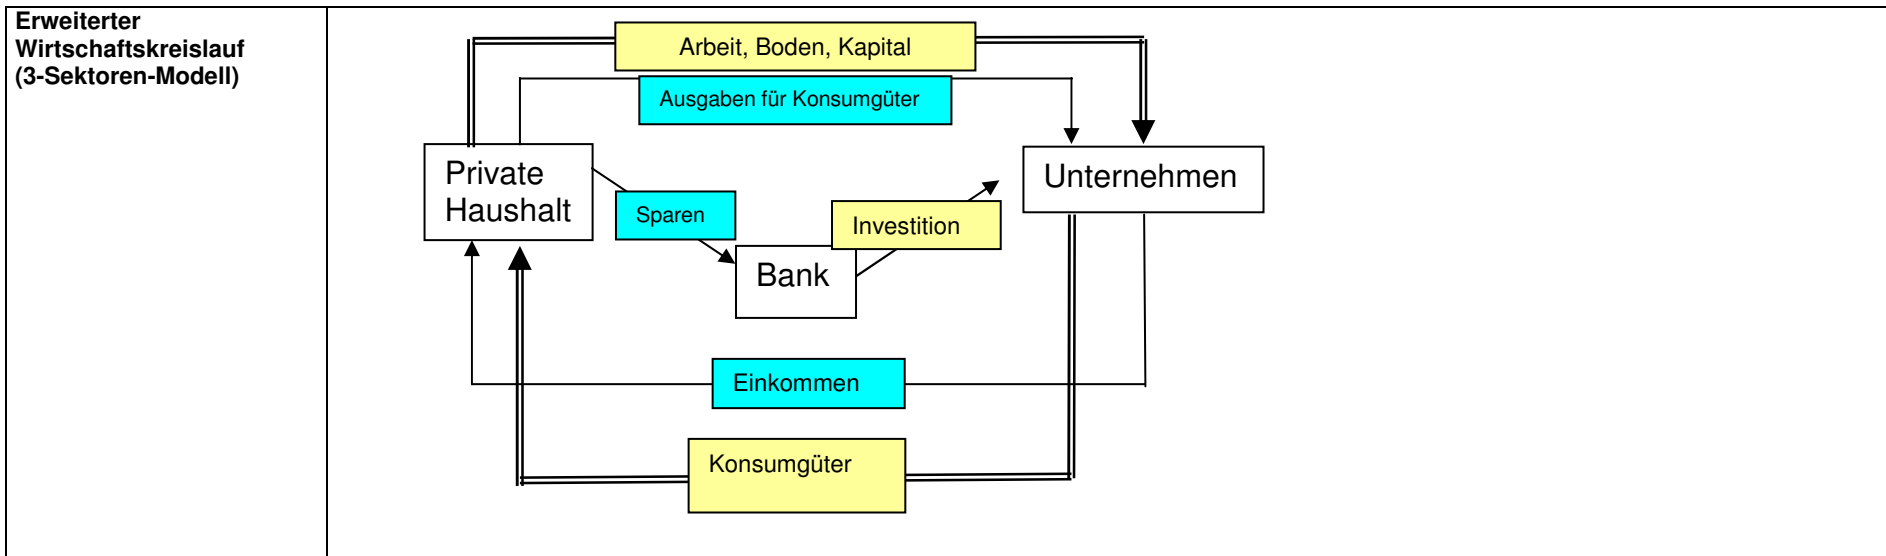 Erweiterter
Wirtschaftskreislauf
(3-Sektoren-Modell)
Arbeit, Boden, Kapital
Ausgaben für Konsumgüter
Private
Haushalt
Unternehmen
Sparen
Investition
Bank
Einkommen
Konsumgüter